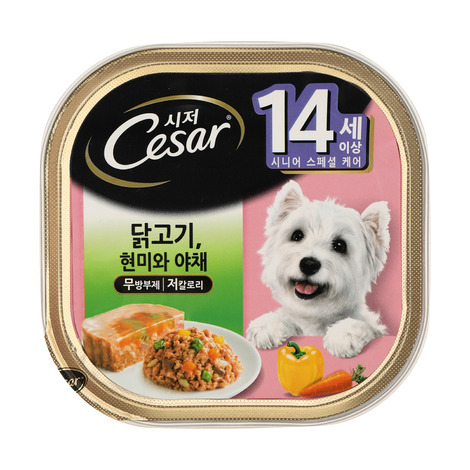 시저
Cesar®
14세
이상
시니어 스페셜 케어
닭고기,
현미와 야채
무방부제 저칼로리